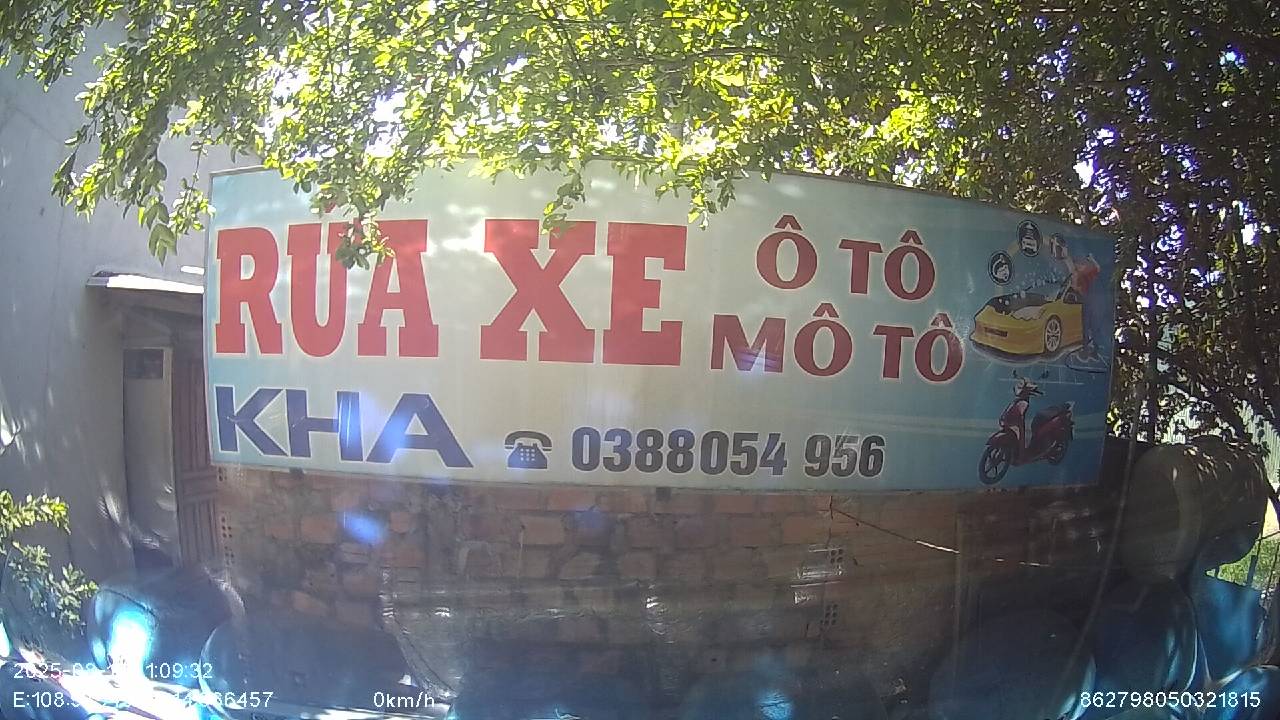 RỬA XE
Ô TÔ
MÔ TÔ
KHA
0388054 956
0km/h
862798050321815